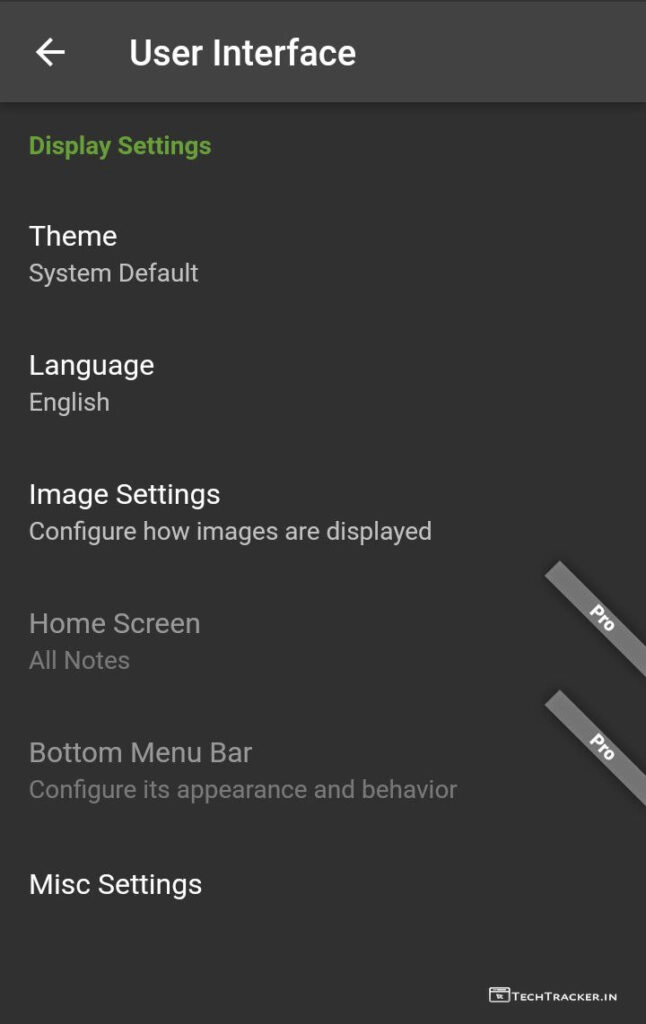 User Interface
Display Settings
Theme
System Default
Language
English
Image Settings
Configure how images are displayed
Pro
Home Screen
All Notes
Pro
Bottom Menu Bar
Configure its appearance and behavior
Misc Settings
TechTracker.in